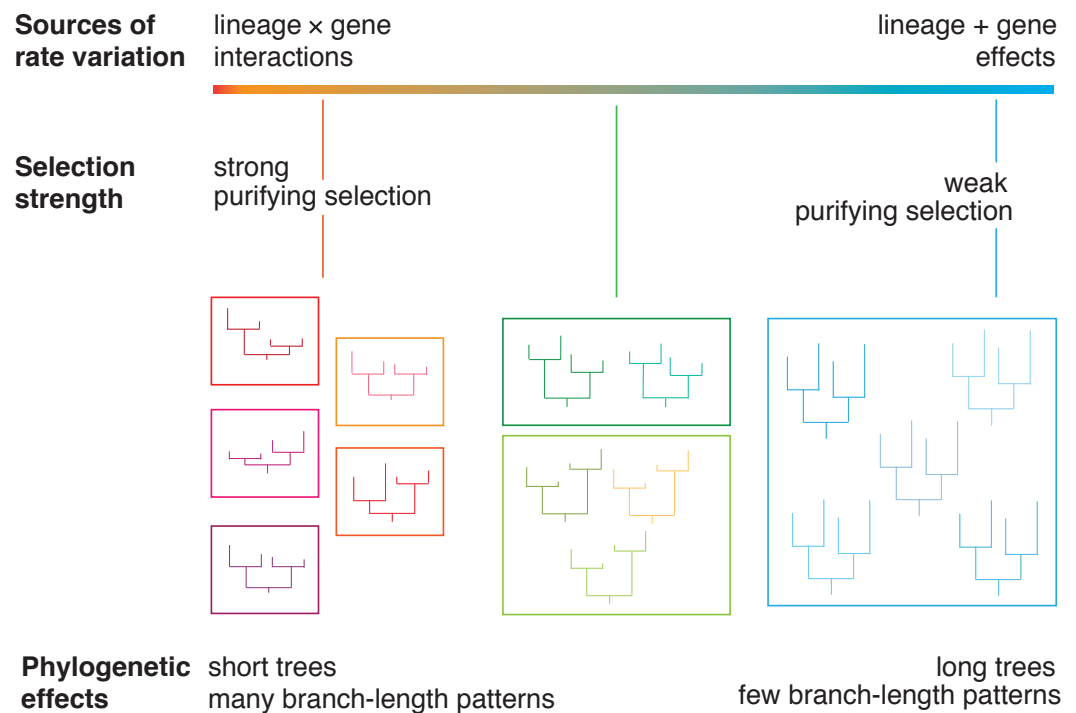 Sources of
rate variation
lineage × gene
interactions
lineage + gene
effects
Selection
strength
strong
purifying selection
weak
purifying selection
Phylogenetic
effects
short trees
many branch-length patterns
long trees
few branch-length patterns